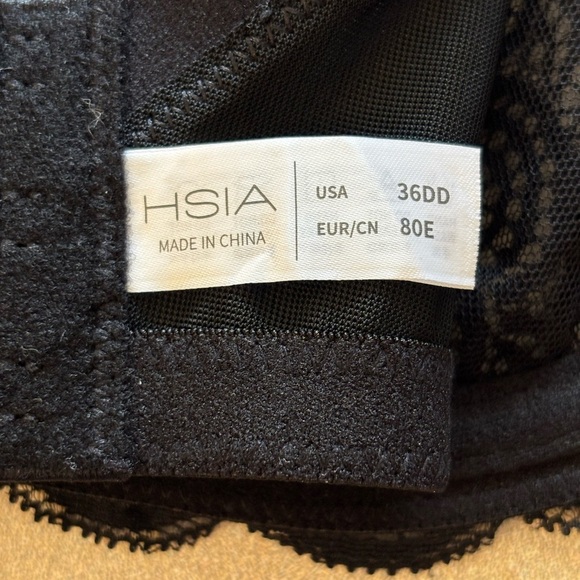 HSIA
MADE IN CHINA
USA 36DD
EUR/CN 80E